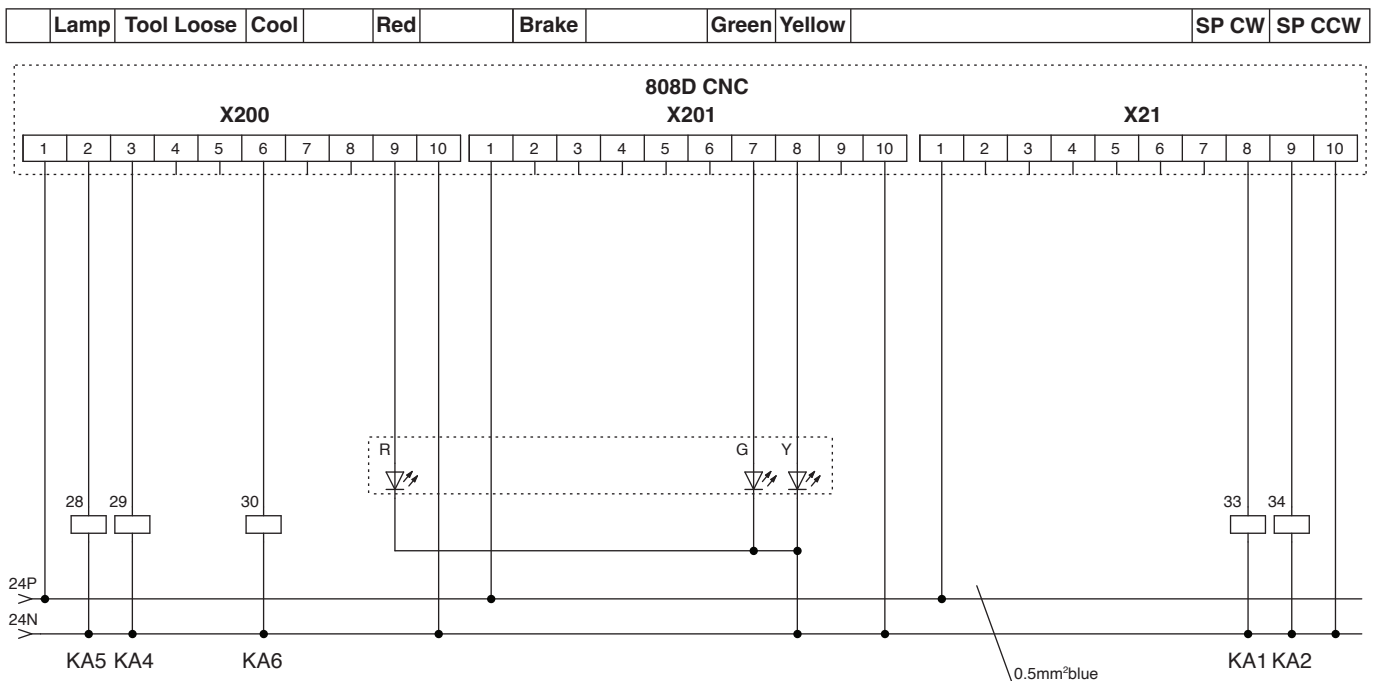 Lamp Tool Loose Cool Red Brake Green Yellow SP CW SP CCW
808D CNC
X200 X201 X21
1 2 3 4 5 6 7 8 9 10 1 2 3 4 5 6 7 8 9 10 1 2 3 4 5 6 7 8 9 10
R G Y
28 29 30 33 34
24P
24N
KA5 KA4 KA6 KA1 KA2
0.5mm²blue